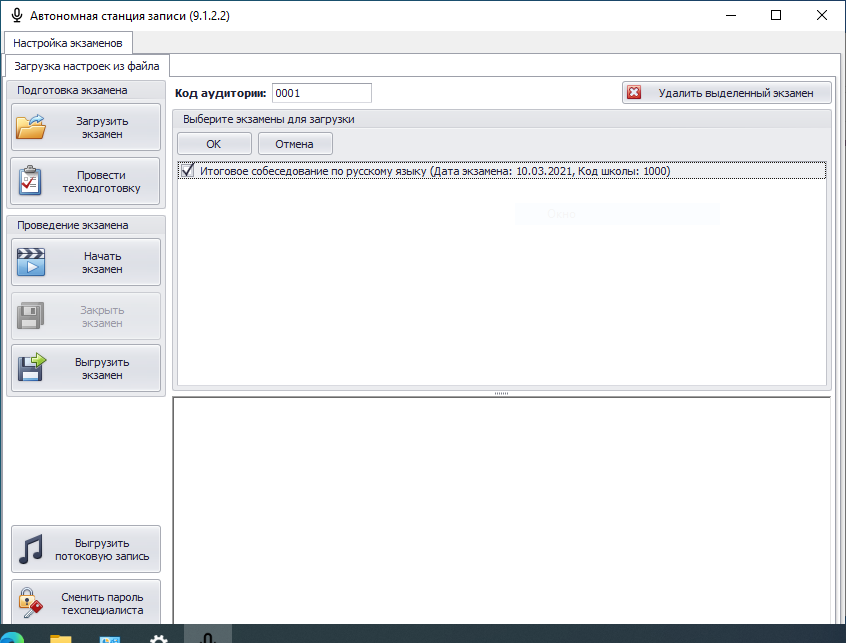 Автономная станция записи (9.1.2.2)
Настройка экзаменов
Загрузка настроек из файла
Подготовка экзамена
Загрузить
экзамен
Провести
техподготовку
Проведение экзамена
Начать
экзамен
Закрыть
экзамен
Выгрузить
экзамен
Выгрузить
потоковую запись
Сменить пароль
техспециалиста
Код аудитории: 0001
Удалить выделенный экзамен
Выберите экзамены для загрузки
ОК
Отмена
Итоговое собеседование по русскому языку (Дата экзамена: 10.03.2021, Код школы: 1000)